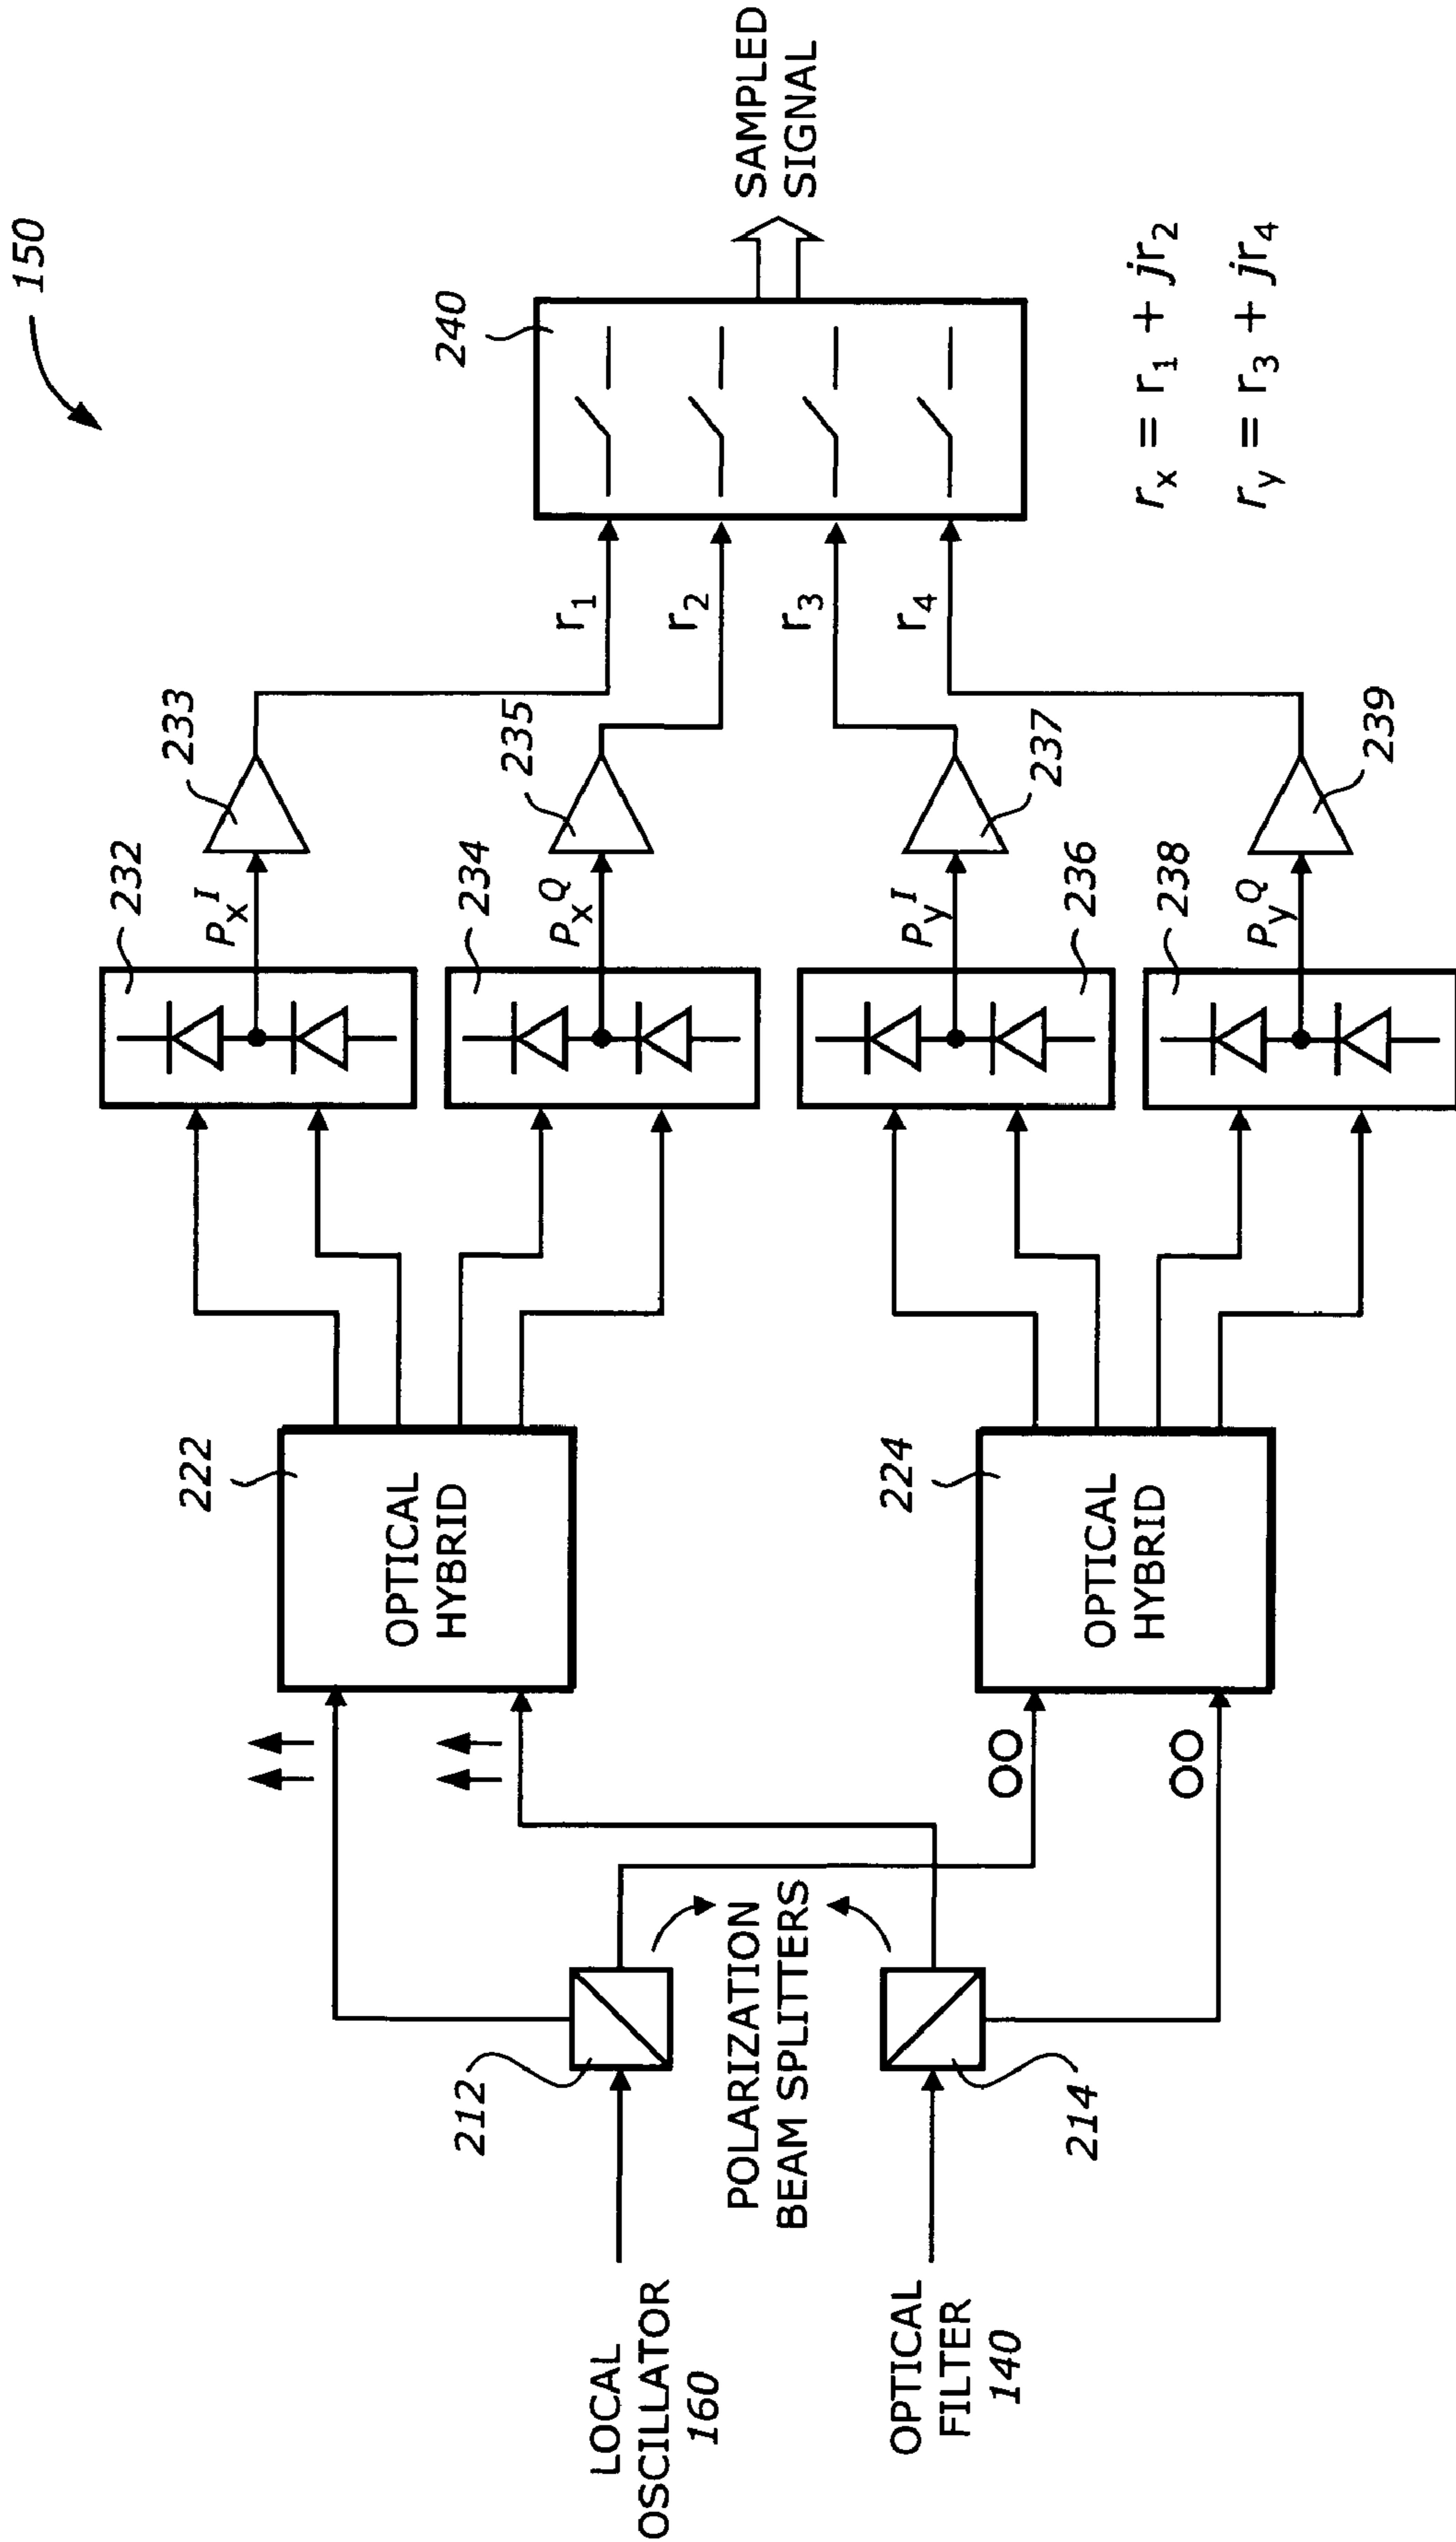 150
LOCAL
OSCILLATOR
160
OPTICAL
FILTER
140
212
POLARIZATION
BEAM SPLITTERS
214
222
OPTICAL
HYBRID
224
OPTICAL
HYBRID
232
234
236
238
P_x^I
P_x^Q
P_y^I
P_y^Q
233
235
237
239
r_1
r_2
r_3
r_4
240
SAMPLED
SIGNAL
r_x = r_1 + jr_2
r_y = r_3 + jr_4